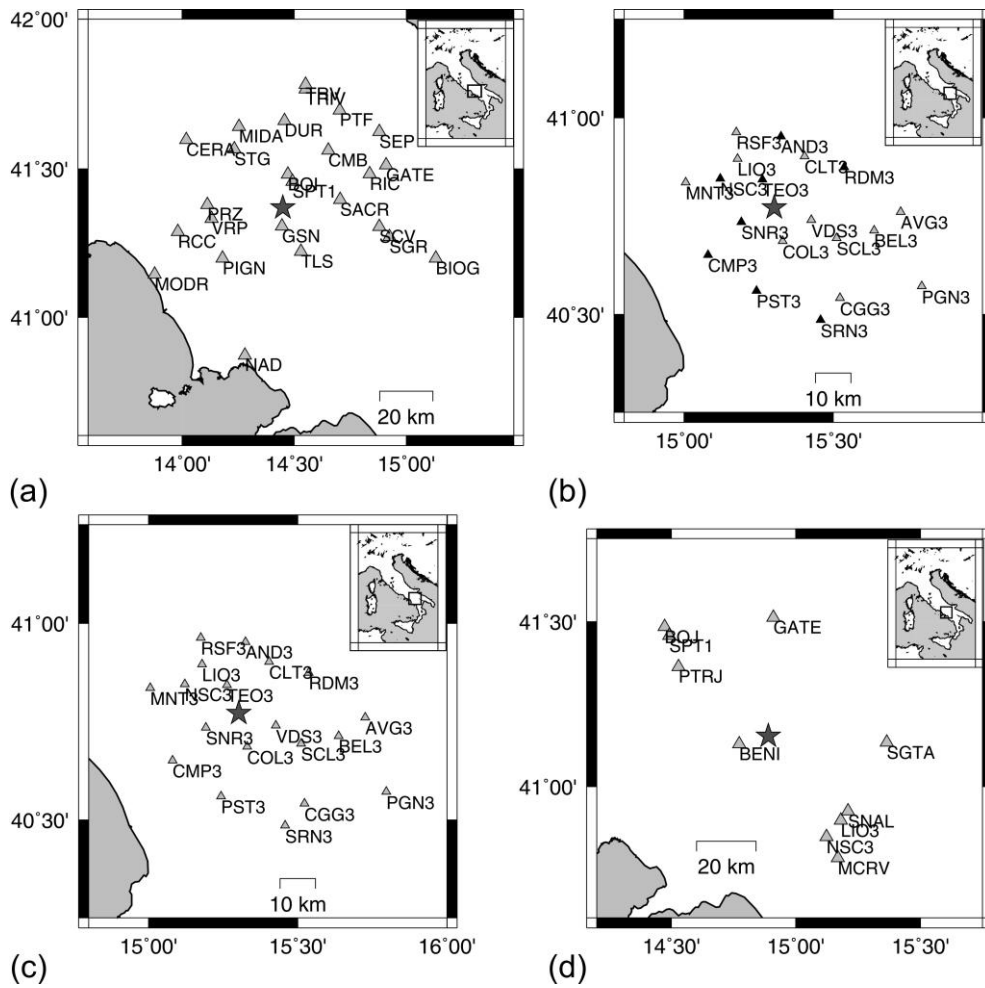 42˚00'
TRV
TRIV
PTF
DUR
MIDA
SEP
CERA
STG
CMB
41˚30'
GATE
BOJ
RIC
SPT1
SACR
PRZ
VRP
GSN
SCV
RCC
SGR
PIGN
TLS
BIOG
MODR
41˚00'
NAD
20 km
14˚00' 14˚30' 15˚00'
(a)
41˚00'
RSF3 AND3
LIO3 CLT3
RDM3
MNT3 NSC3 TEO3
AVG3
SNR3 VDS3
BEL3
COL3 SCL3
CMP3
PGN3
PST3 CGG3
40˚30'
SRN3
10 km
15˚00' 15˚30'
(b)
41˚00'
RSF3 AND3
LIO3 CLT3
RDM3
MNT3 NSC3 TEO3
AVG3
SNR3 VDS3
BEL3
COL3 SCL3
CMP3
PGN3
PST3 CGG3
40˚30'
SRN3
10 km
15˚00' 15˚30' 16˚00'
(c)
41˚30'
GATE
BOJ
SPT1
PTRJ
BENI
SGTA
41˚00'
SNAL
LIO3
NSC3
MCRV
20 km
14˚30' 15˚00' 15˚30'
(d)